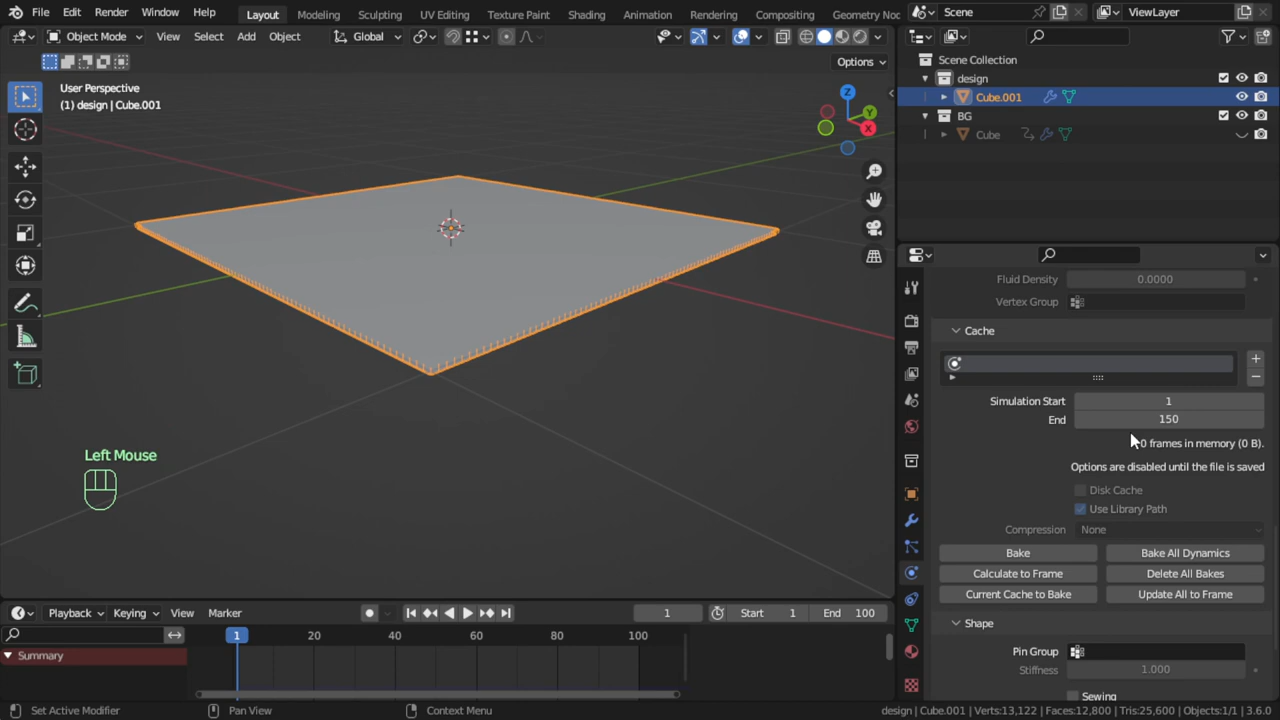 File Edit Render Window Help Layout Modeling Sculpting UV Editing Texture Paint Shading Animation Rendering Compositing Geometry Noc Scene ViewLayer
Object Mode View Select Add Object Global
Options
User Perspective
(1) design | Cube.001
Z
Y
X
Scene Collection
design
Cube.001
BG
Cube
Fluid Density 0.0000
Vertex Group
Cache
Simulation Start 1
End 150
0 frames in memory (0 B).
Options are disabled until the file is saved
Disk Cache
Use Library Path
Compression None
Bake Bake All Dynamics
Calculate to Frame Delete All Bakes
Current Cache to Bake Update All to Frame
Shape
Pin Group
Stiffness 1.000
Sewing
Left Mouse
Playback Keying View Marker 1 Start 1 End 100
1 20 40 60 80 100
Summary
Set Active Modifier Pan View Context Menu design | Cube.001 | Verts:13,122 | Faces:12,800 | Tris:25,600 | Objects:1/1 | 3.6.0